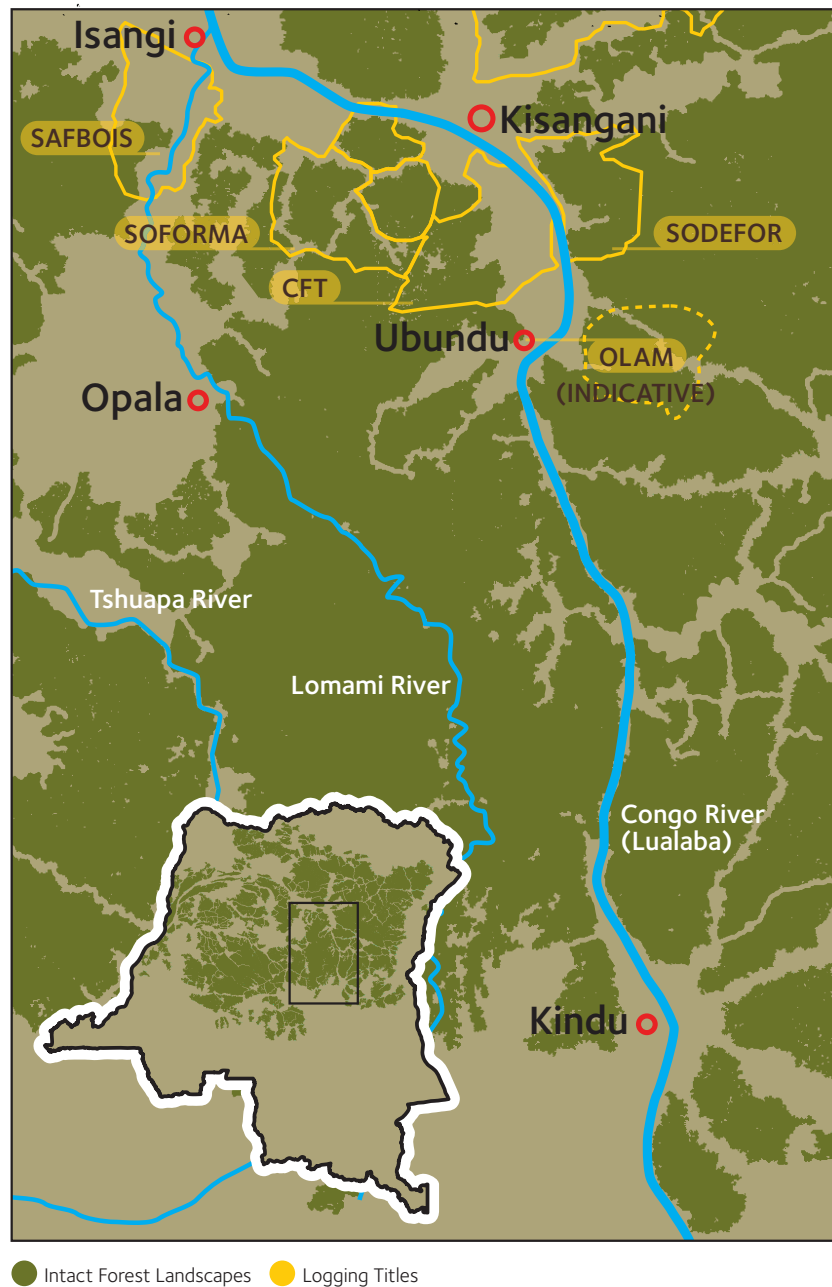 Isangi
Kisangani
SAFBOIS
SOFORMA
SODEFOR
CFT
Ubundu
OLAM
(INDICATIVE)
Opala
Tshuapa River
Lomami River
Congo River
(Lualaba)
Kindu
Intact Forest Landscapes
Logging Titles